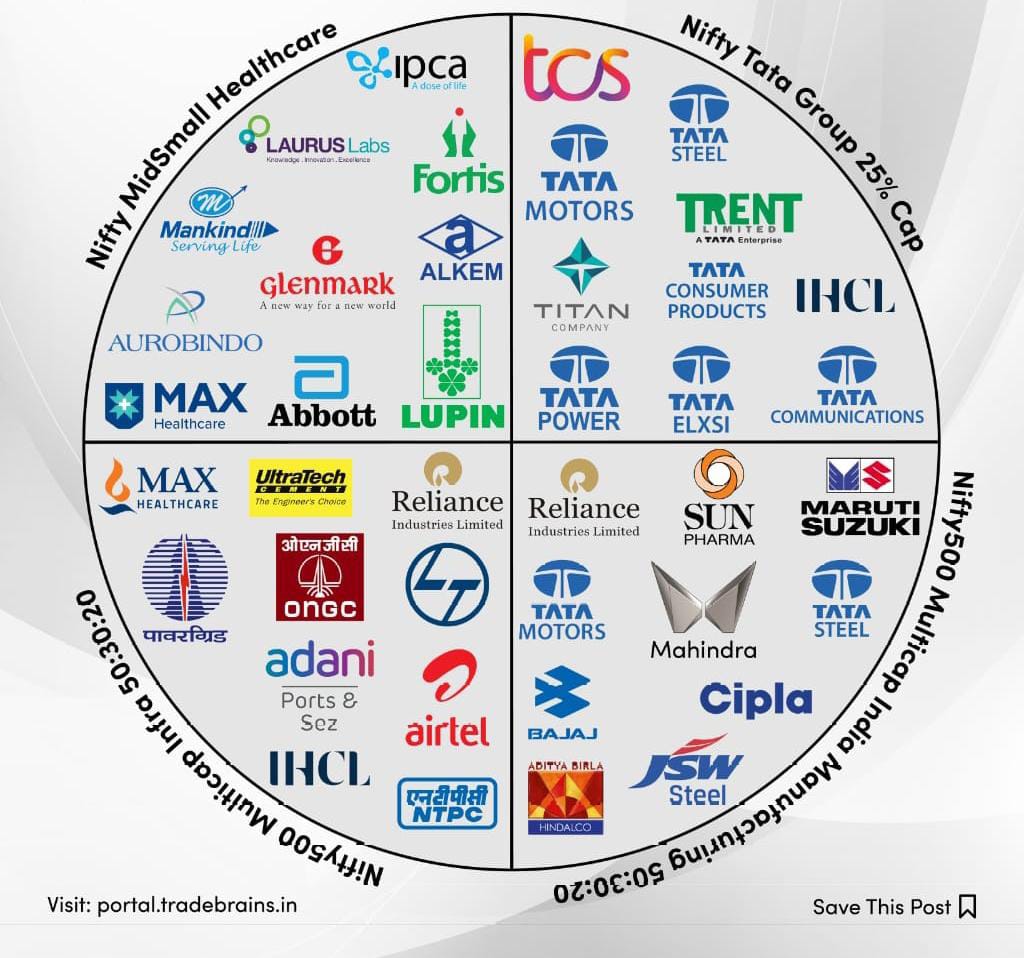 Nifty MidSmall Healthcare
ipca
A dose of life
LAURUS Labs
Knowledge . Innovation . Excellence
Fortis
m
Mankind
Serving Life
G
GLENMARK
A new way for a new world
a
ALKEM
AUROBINDO
MAX
Healthcare
a
Abbott
LUPIN
Nifty Tata Group 25% Cap
tcs
TATA
STEEL
TATA
MOTORS
TRENT
LIMITED
A TATA Enterprise
TITAN
COMPANY
TATA
CONSUMER
PRODUCTS
IHCL
TATA
POWER
TATA
ELXSI
TATA
COMMUNICATIONS
Nifty500 Multicap Infra 50:30:20
MAX
HEALTHCARE
UltraTech
CEMENT
The Engineer's Choice
Reliance
Industries Limited
पावरग्रिड
ओएनजीसी
ONGC
LT
adani
Ports &
Sez
airtel
IHCL
एनटीपीसी
NTPC
Nifty500 Multicap India Manufacturing 50:30:20
Reliance
Industries Limited
SUN
PHARMA
MARUTI
SUZUKI
TATA
MOTORS
Mahindra
TATA
STEEL
BAJAJ
Cipla
ADITYA BIRLA
HINDALCO
JSW
Steel
Visit: portal.tradebrains.in
Save This Post